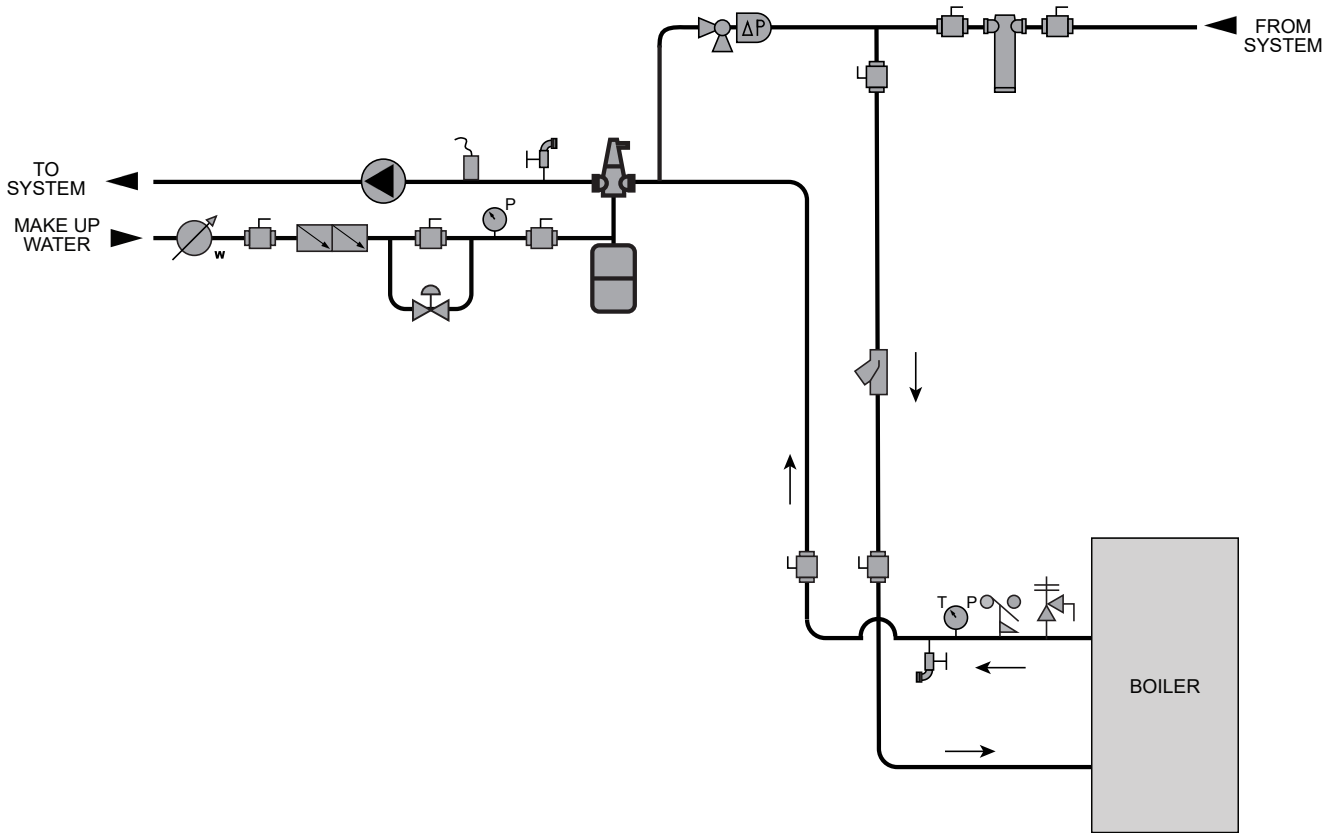 ΔP
FROM
SYSTEM
TO
SYSTEM
MAKE UP
WATER
P
w
T P
BOILER